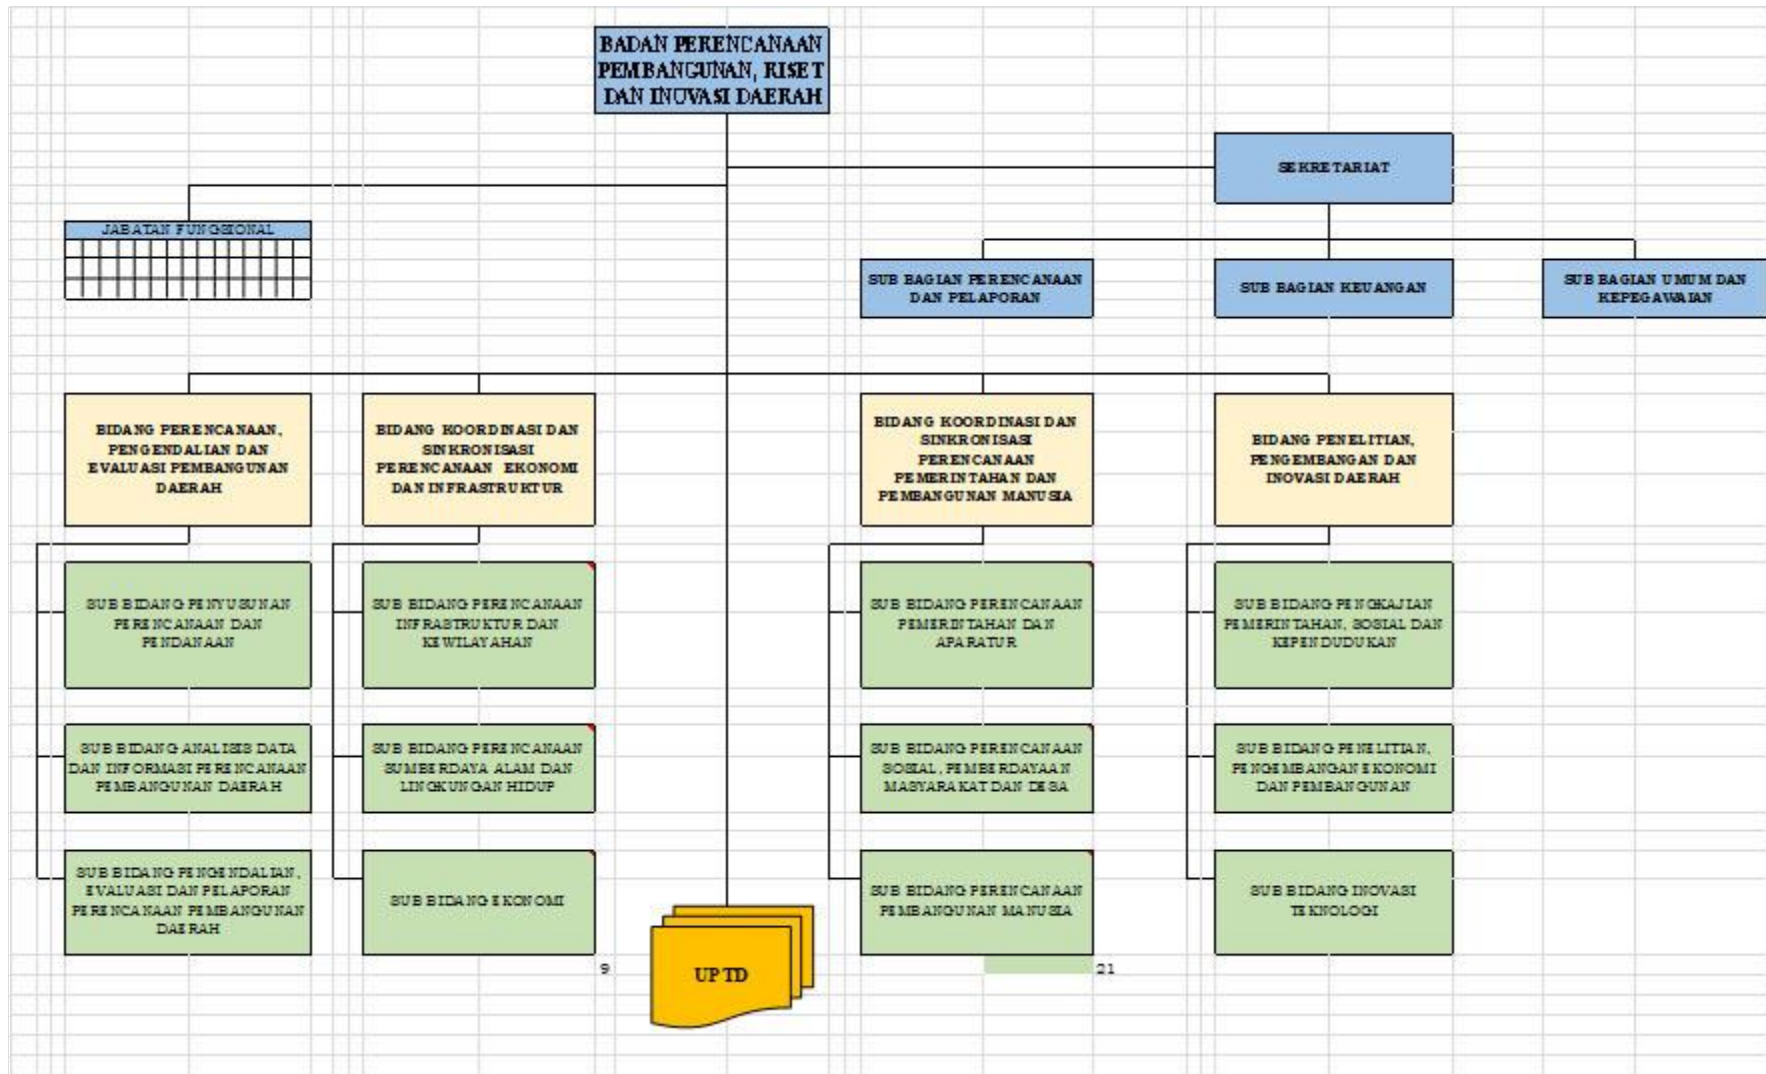 BADAN PERENCANAAN
PEMBANGUNAN, RISET
DAN INOVASI DAERAH
SEKRETARIAT
JABATAN FUNGSIONAL
SUB BAGIAN PERENCANAAN
DAN PELAPORAN
SUB BAGIAN KEUANGAN
SUB BAGIAN UMUM DAN
KEPEGAWAIAN
BIDANG PERENCANAAN,
PENGENDALIAN DAN
EVALUASI PEMBANGUNAN
DAERAH
BIDANG KOORDINASI DAN
SINKRONISASI
PERENCANAAN EKONOMI
DAN INFRASTRUKTUR
BIDANG KOORDINASI DAN
SINKRONISASI
PERENCANAAN
PEMERINTAHAN DAN
PEMBANGUNAN MANUSIA
BIDANG PENELITIAN,
PENGEMBANGAN DAN
INOVASI DAERAH
SUB BIDANG PENYUSUNAN
PERENCANAAN DAN
PENDANAAN
SUB BIDANG PERENCANAAN
INFRASTRUKTUR DAN
KEWILAYAHAN
SUB BIDANG PERENCANAAN
PEMERINTAHAN DAN
APARATUR
SUB BIDANG PENGKAJIAN
PEMERINTAHAN, SOSIAL DAN
KEPENDUDUKAN
SUB BIDANG ANALISIS DATA
DAN INFORMASI PERENCANAAN
PEMBANGUNAN DAERAH
SUB BIDANG PERENCANAAN
SUMBERDAYA ALAM DAN
LINGKUNGAN HIDUP
SUB BIDANG PERENCANAAN
SOSIAL, PEMBERDAYAAN
MASYARAKAT DAN DESA
SUB BIDANG PENELITIAN,
PENGEMBANGAN EKONOMI
DAN PEMBANGUNAN
SUB BIDANG PENGENDALIAN,
EVALUASI DAN PELAPORAN
PERENCANAAN PEMBANGUNAN
DAERAH
SUB BIDANG EKONOMI
SUB BIDANG PERENCANAAN
PEMBANGUNAN MANUSIA
SUB BIDANG INOVASI
TEKNOLOGI
9
UPTD
21